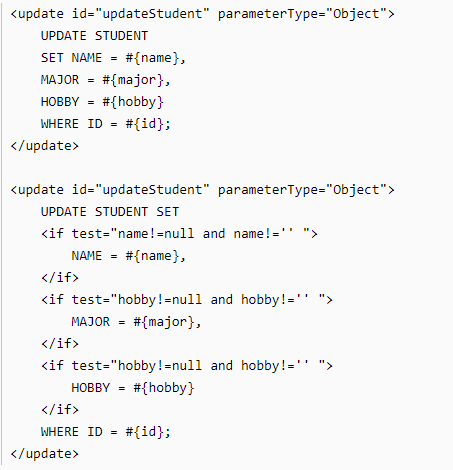 <update id="updateStudent" parameterType="Object">
    UPDATE STUDENT
    SET NAME = #{name},
    MAJOR = #{major},
    HOBBY = #{hobby}
    WHERE ID = #{id};
</update>

<update id="updateStudent" parameterType="Object">
    UPDATE STUDENT SET
    <if test="name!=null and name!='' ">
        NAME = #{name},
    </if>
    <if test="hobby!=null and hobby!='' ">
        MAJOR = #{major},
    </if>
    <if test="hobby!=null and hobby!='' ">
        HOBBY = #{hobby}
    </if>
    WHERE ID = #{id};
</update>